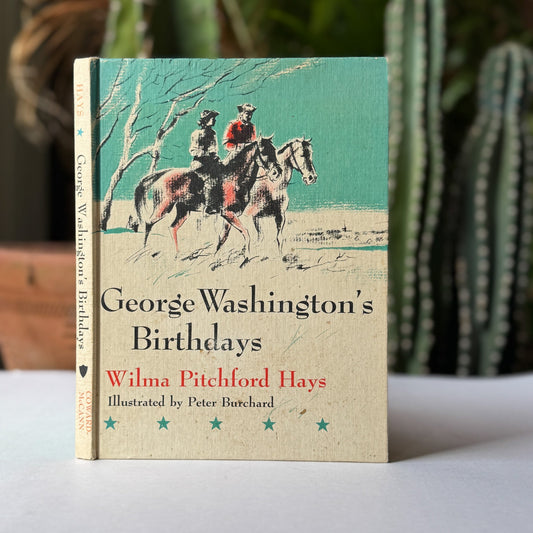 HAYS ★ George Washington's Birthdays COWARD-McCANN
George Washington's
Birthdays
Wilma Pitchford Hays
Illustrated by Peter Burchard